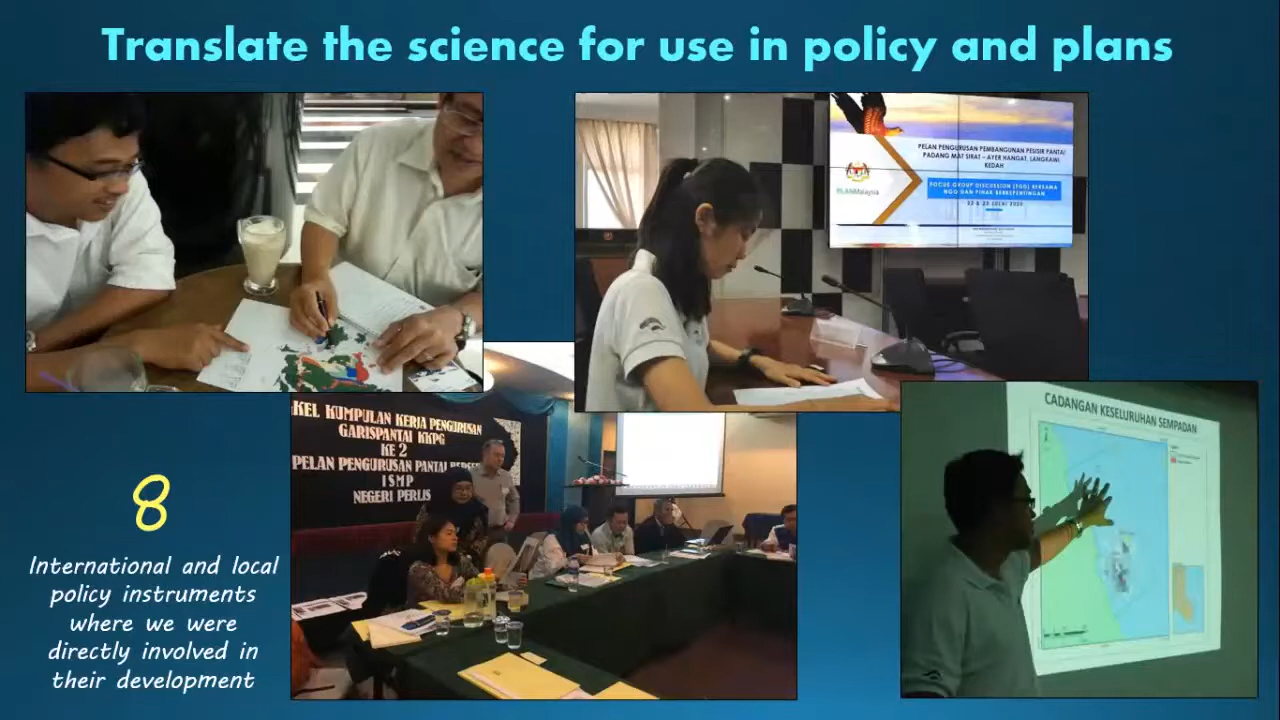 Translate the science for use in policy and plans
PELAN PENGURUSAN PEMBANGUNAN PESISIR PANTAI
PADANG MAT SIRAT – AYER HANGAT, LANGKAWI,
KEDAH
PLANMalaysia
FOCUS GROUP DISCUSSION (FGD) BERSAMA
NGO DAN PIHAK BERKEPENTINGAN
KEL KUMPULAN KERJA PENGURUSAN
GARISPANTAI KKPG
KE 2
PELAN PENGURUSAN PANTAI
ISMP
NEGERI PERLIS
CADANGAN KESELURUHAN SEMPADAN
8
International and local
policy instruments
where we were
directly involved in
their development